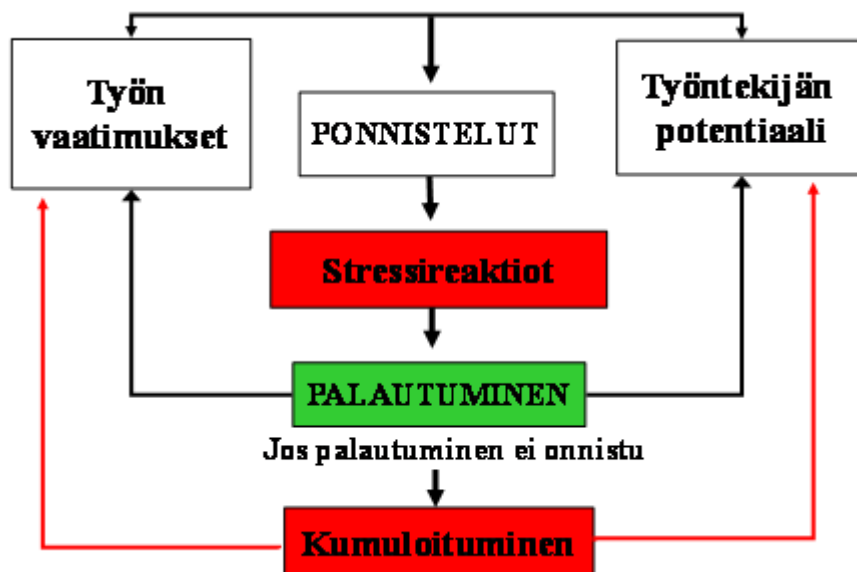 Työn
vaatimukset
PONNISTELUT
Työntekijän
potentiaali
Stressireaktiot
PALAUTUMINEN
Jos palautuminen ei onnistu
Kumuloituminen